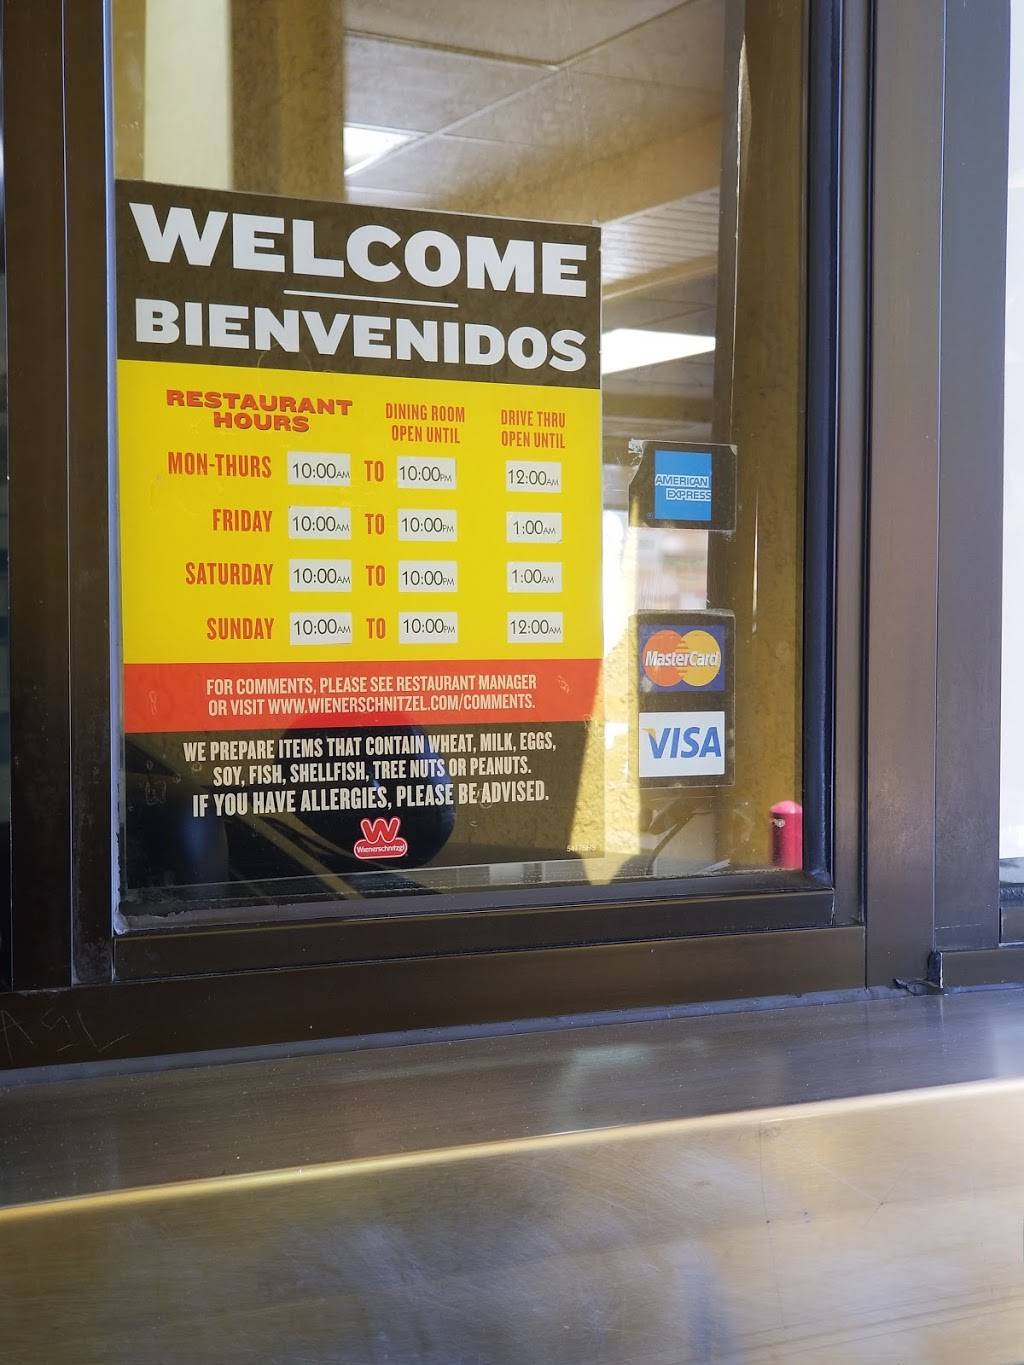 WELCOME
BIENVENIDOS
RESTAURANT HOURS
DINING ROOM OPEN UNTIL
DRIVE THRU OPEN UNTIL
MON-THURS 10:00AM TO 10:00PM 12:00AM
FRIDAY 10:00AM TO 10:00PM 1:00AM
SATURDAY 10:00AM TO 10:00PM 1:00AM
SUNDAY 10:00AM TO 10:00PM 12:00AM
FOR COMMENTS, PLEASE SEE RESTAURANT MANAGER
OR VISIT WWW.WIENERSCHNITZEL.COM/COMMENTS.
WE PREPARE ITEMS THAT CONTAIN WHEAT, MILK, EGGS,
SOY, FISH, SHELLFISH, TREE NUTS OR PEANUTS.
IF YOU HAVE ALLERGIES, PLEASE BE ADVISED.
W
Wienerschnitzel
AMERICAN
EXPRESS
MasterCard
VISA